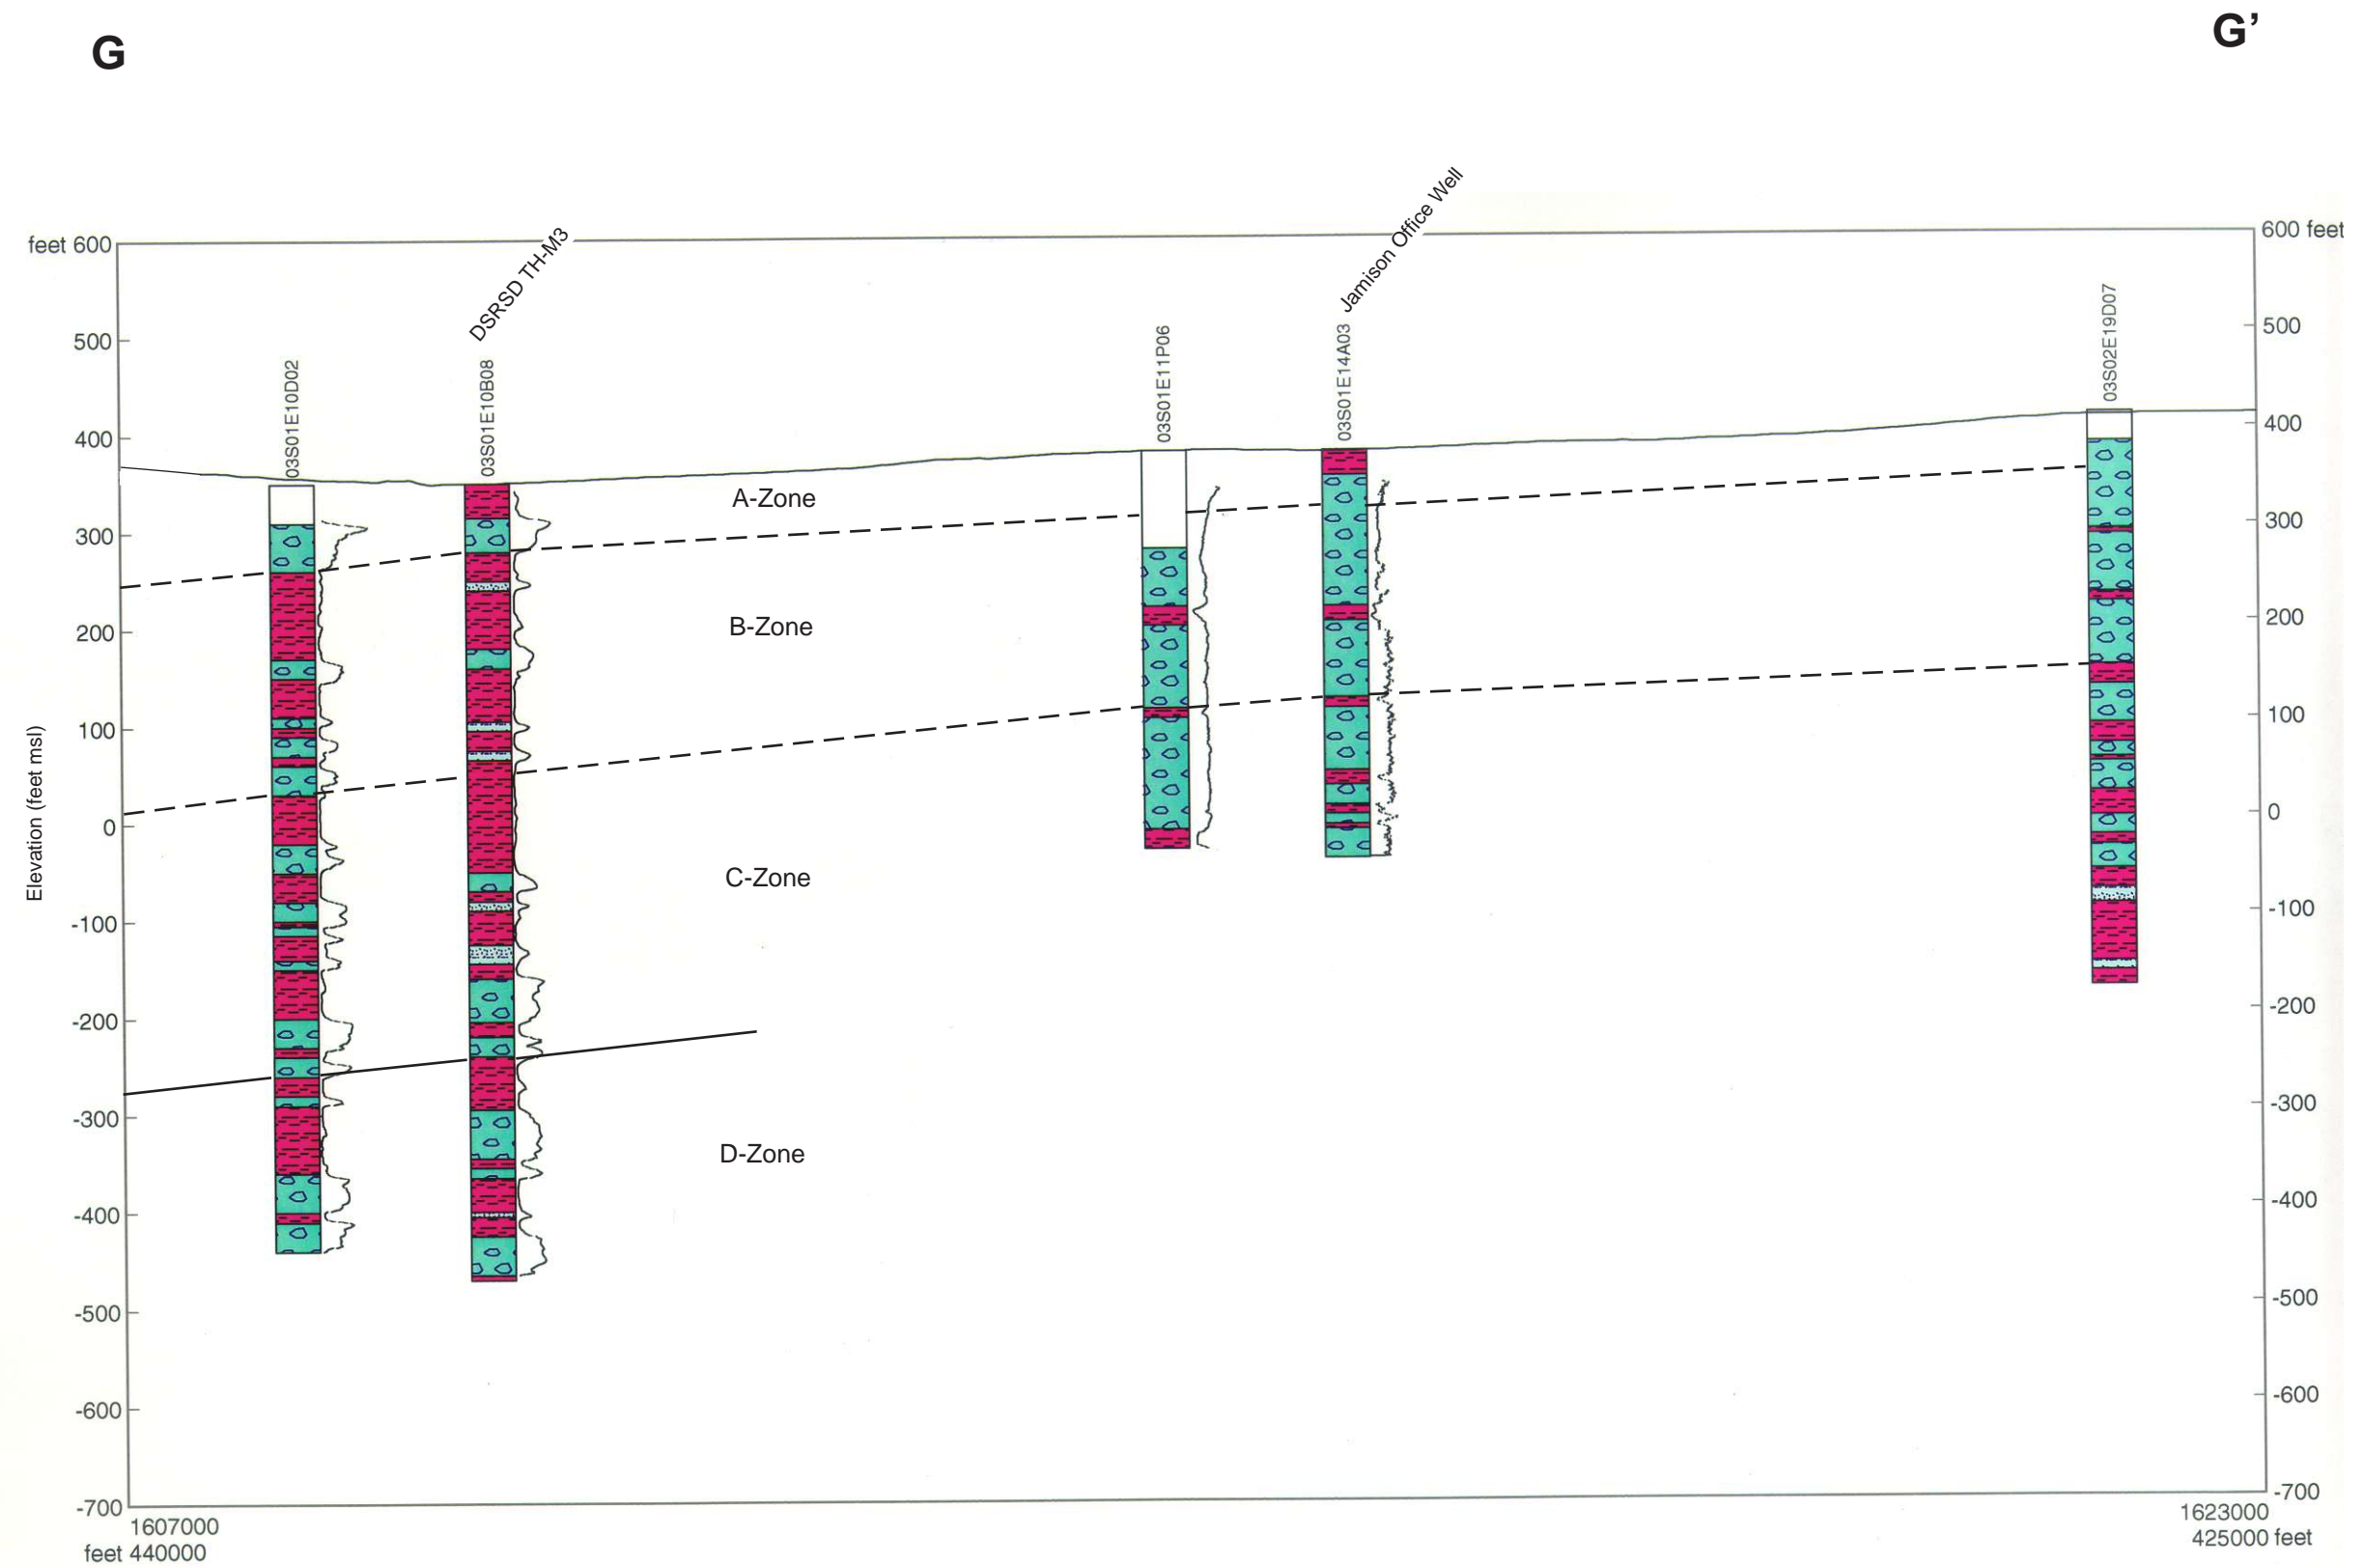 G
G’
DSRSD TH-M3
Jamison Office Well
feet 600
600 feet
03S01E10D02
03S01E10B08
03S01E11P06
03S01E14A03
03S02E19D07
500
500
400
400
A-Zone
300
300
B-Zone
200
200
100
100
Elevation (feet msl)
0
0
C-Zone
-100
-100
-200
-200
-300
-300
D-Zone
-400
-400
-500
-500
-600
-600
-700
-700
1607000
feet 440000
1623000
425000 feet